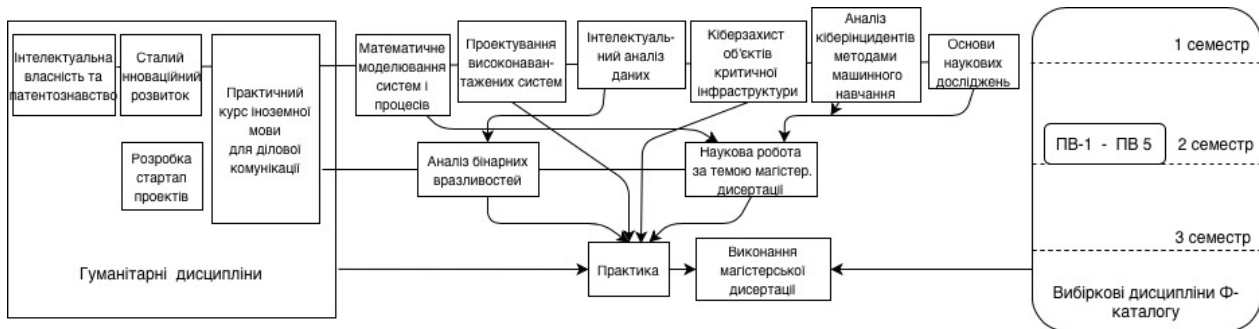 Інтелектуальна
власність та
патентознавство
Сталий
інноваційний
розвиток
Практичний
курс іноземної
мови
для ділової
комунікації
Розробка
стартап
проектів
Гуманітарні дисципліни
Математичне
моделювання
систем і
процесів
Проектування
високонаван-
тажених систем
Інтелектуаль-
ний аналіз
даних
Кіберзахист
об'єктів
критичної
інфраструктури
Аналіз
кіберінцидентів
методами
машинного
навчання
Основи
наукових
досліджень
Аналіз бінарних
вразливостей
Наукова робота
за темою магістер.
дисертації
Практика
Виконання
магістерської
дисертації
1 семестр
ПВ-1 - ПВ 5
2 семестр
3 семестр
Вибіркові дисципліни Ф-
каталогу